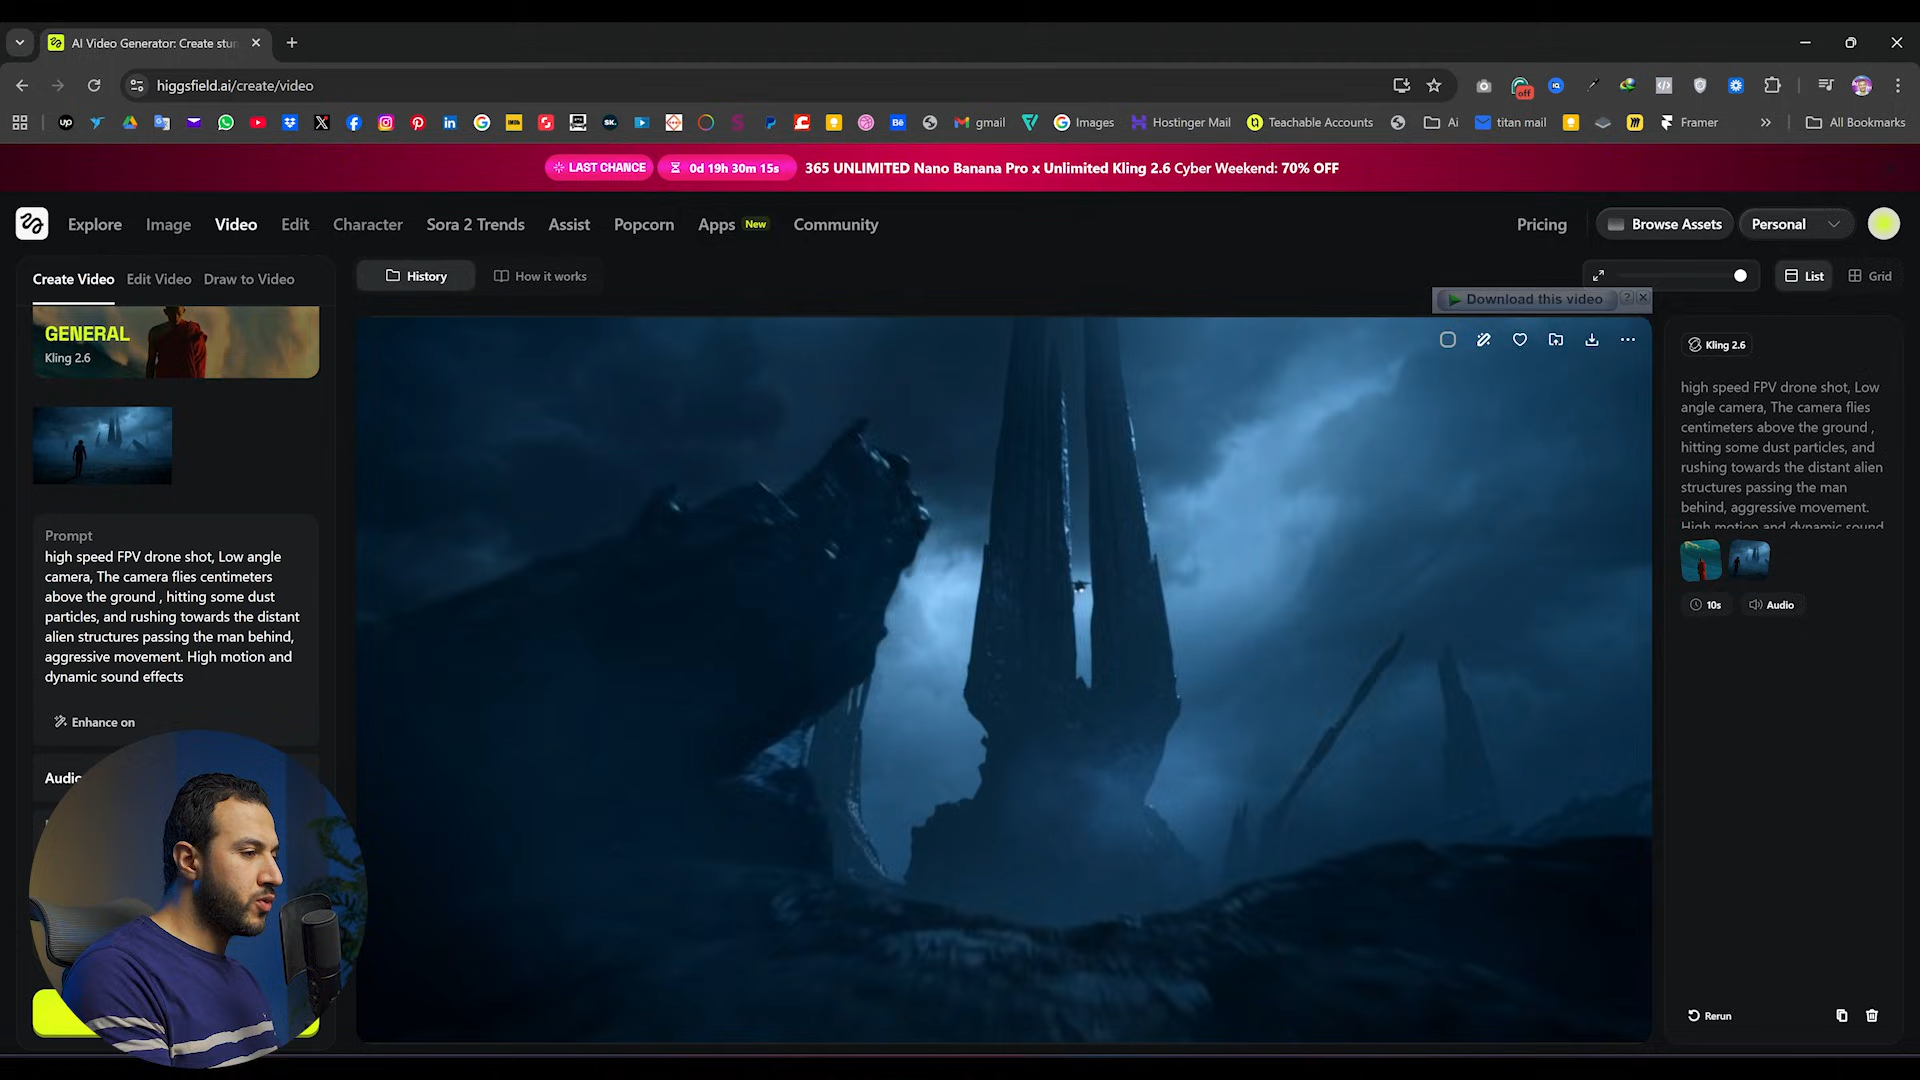 AI Video Generator: Create stun
higgsfield.ai/create/video
off
gmail
Images
Hostinger Mail
Teachable Accounts
Ai
titan mail
Framer
All Bookmarks
LAST CHANCE
0d 19h 30m 15s
365 UNLIMITED Nano Banana Pro x Unlimited Kling 2.6 Cyber Weekend: 70% OFF
Explore
Image
Video
Edit
Character
Sora 2 Trends
Assist
Popcorn
Apps New
Community
Pricing
Browse Assets
Personal
Create Video
Edit Video
Draw to Video
History
How it works
List
Grid
Download this video
GENERAL
Kling 2.6
Prompt
high speed FPV drone shot, Low angle
camera, The camera flies centimeters
above the ground , hitting some dust
particles, and rushing towards the distant
alien structures passing the man behind,
aggressive movement. High motion and
dynamic sound effects
Enhance on
Audio
Kling 2.6
high speed FPV drone shot, Low
angle camera, The camera flies
centimeters above the ground ,
hitting some dust particles, and
rushing towards the distant alien
structures passing the man
behind, aggressive movement.
High motion and dynamic sound
10s
Audio
Rerun